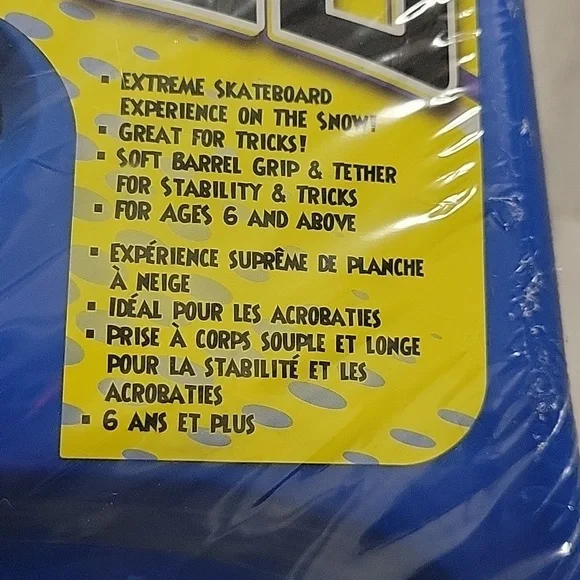 ▪ EXTREME SKATEBOARD
EXPERIENCE ON THE SNOW!
▪ GREAT FOR TRICKS!
▪ SOFT BARREL GRIP & TETHER
FOR STABILITY & TRICKS
▪ FOR AGES 6 AND ABOVE
▪ EXPÉRIENCE SUPRÊME DE PLANCHE
À NEIGE
▪ IDÉAL POUR LES ACROBATIES
▪ PRISE À CORPS SOUPLE ET LONGE
POUR LA STABILITÉ ET LES
ACROBATIES
▪ 6 ANS ET PLUS